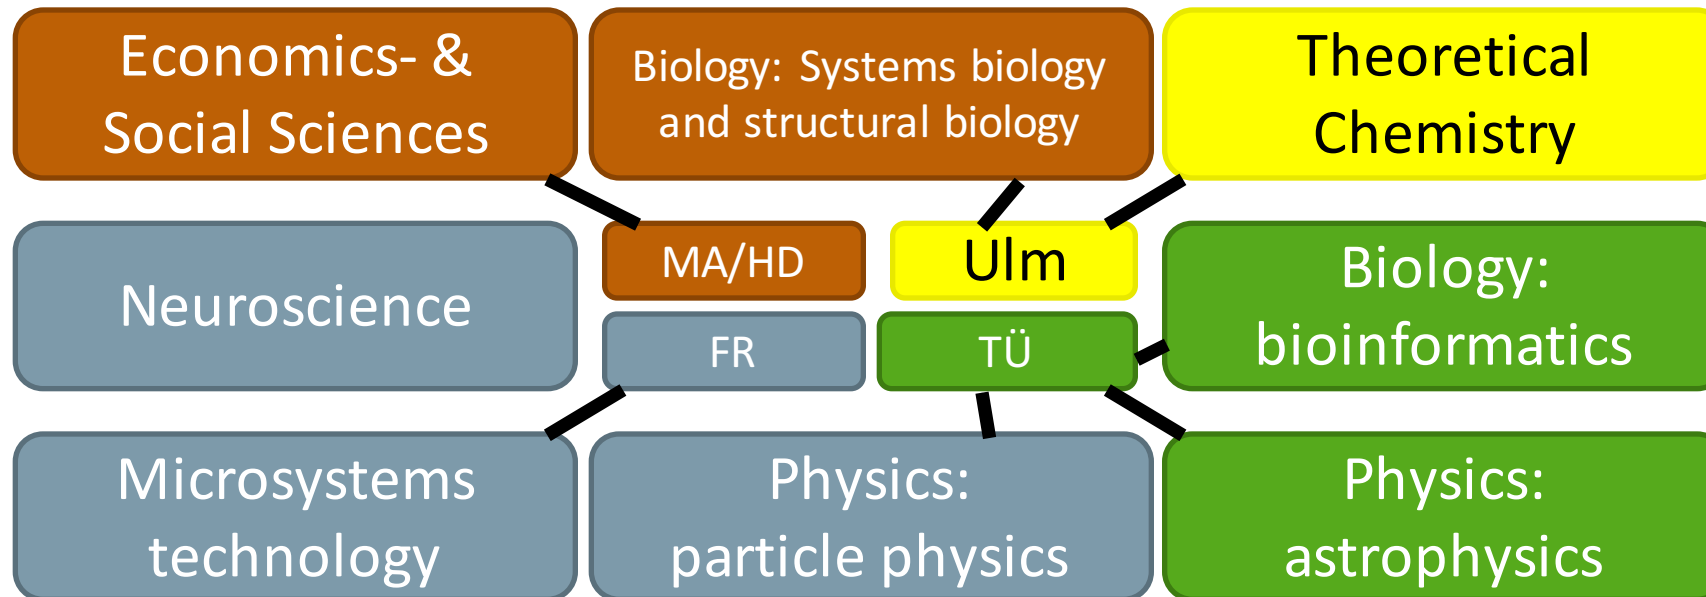 Economics- &
Social Sciences
Biology: Systems biology
and structural biology
Theoretical
Chemistry
Neuroscience
MA/HD
Ulm
FR
TÜ
Biology:
bioinformatics
Microsystems
technology
Physics:
particle physics
Physics:
astrophysics